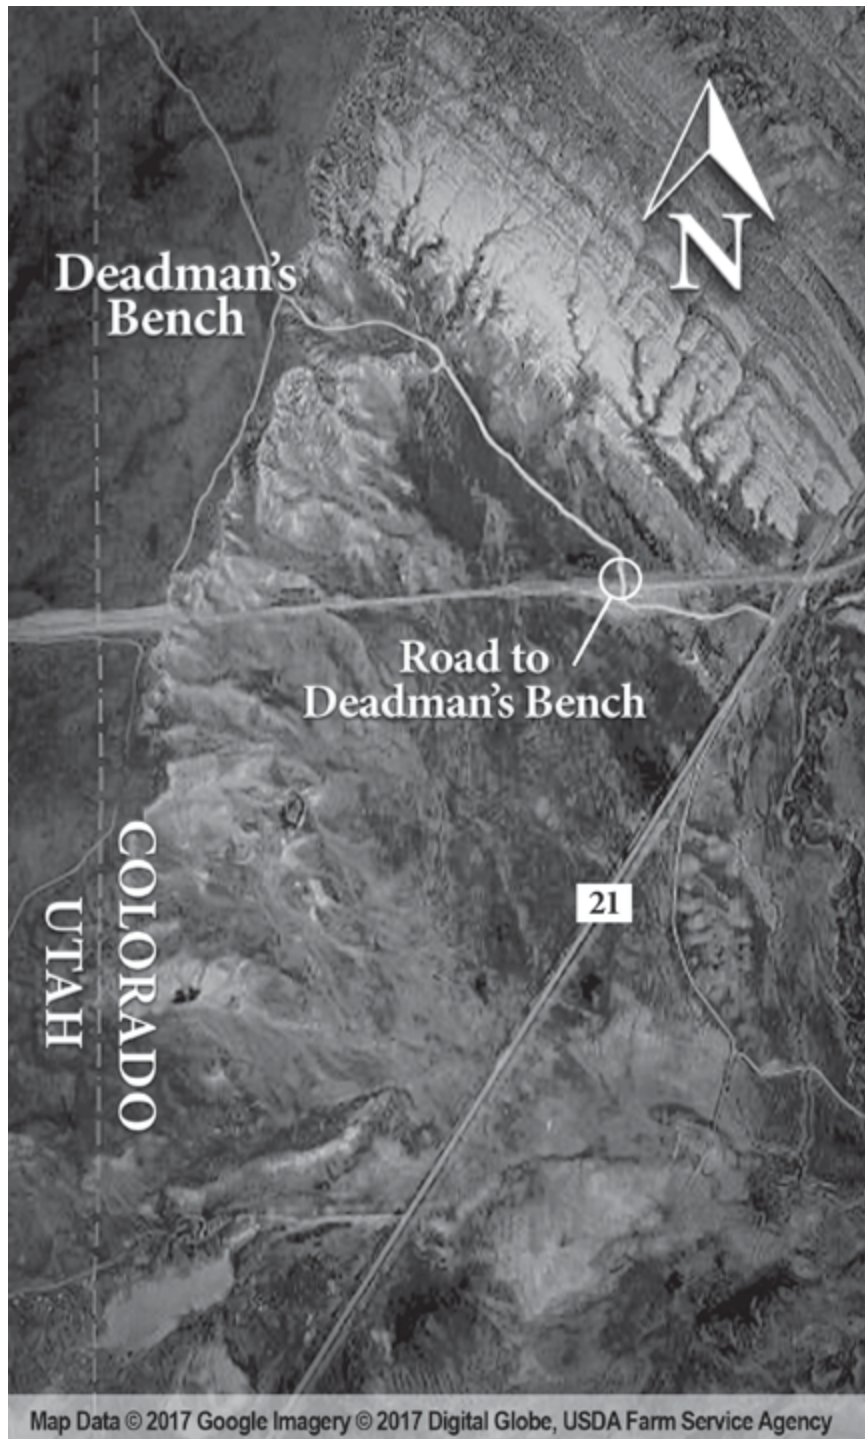 N
Deadman's
Bench
Road to
Deadman's Bench
21
COLORADO
UTAH
Map Data © 2017 Google Imagery © 2017 Digital Globe, USDA Farm Service Agency